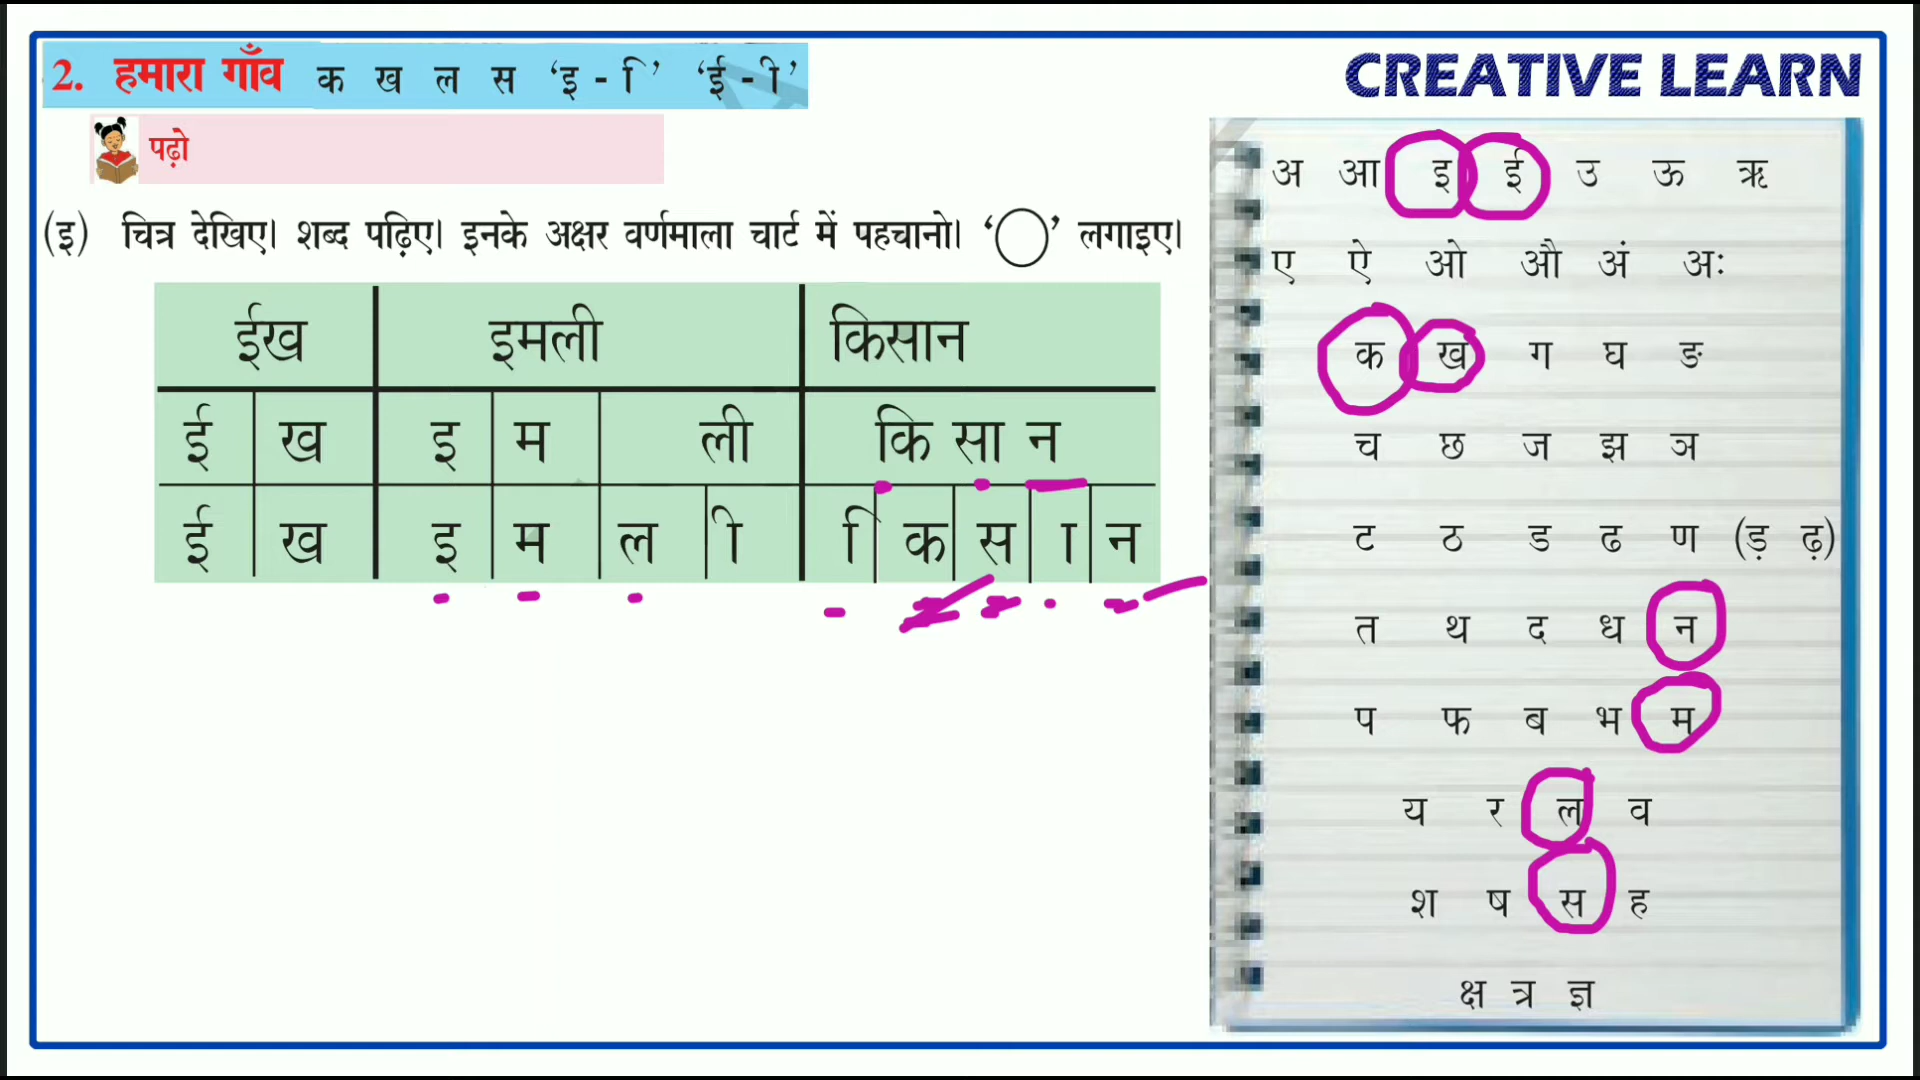 2. हमारा गाँव क ख ल स ‘इ - ि’ ‘ई - ी’
CREATIVE LEARN
पढ़ो
(इ) चित्र देखिए। शब्द पढ़िए। इनके अक्षर वर्णमाला चार्ट में पहचानो। ‘◯’ लगाइए।
ईख इमली किसान
ई ख इ म ली कि सा न
ई ख इ म ल ी ि क स ा न
अ आ इ ई उ ऊ ऋ
ए ऐ ओ औ अं अः
क ख ग घ ङ
च छ ज झ ञ
ट ठ ड ढ ण (ड़ ढ़)
त थ द ध न
प फ ब भ म
य र ल व
श ष स ह
क्ष त्र ज्ञ